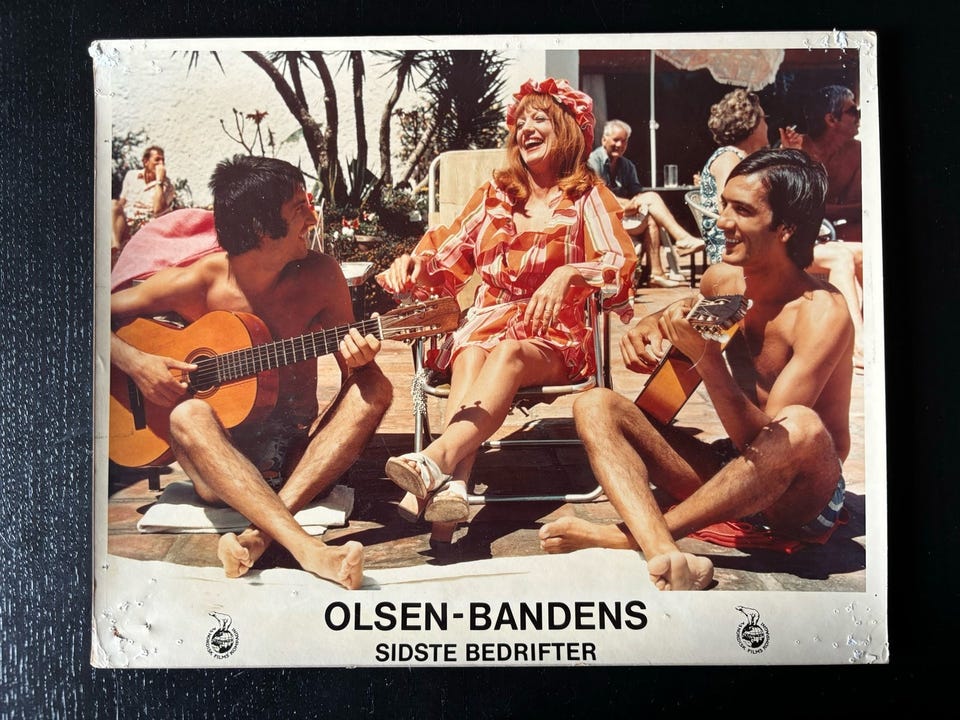 OLSEN-BANDENS
SIDSTE BEDRIFTER